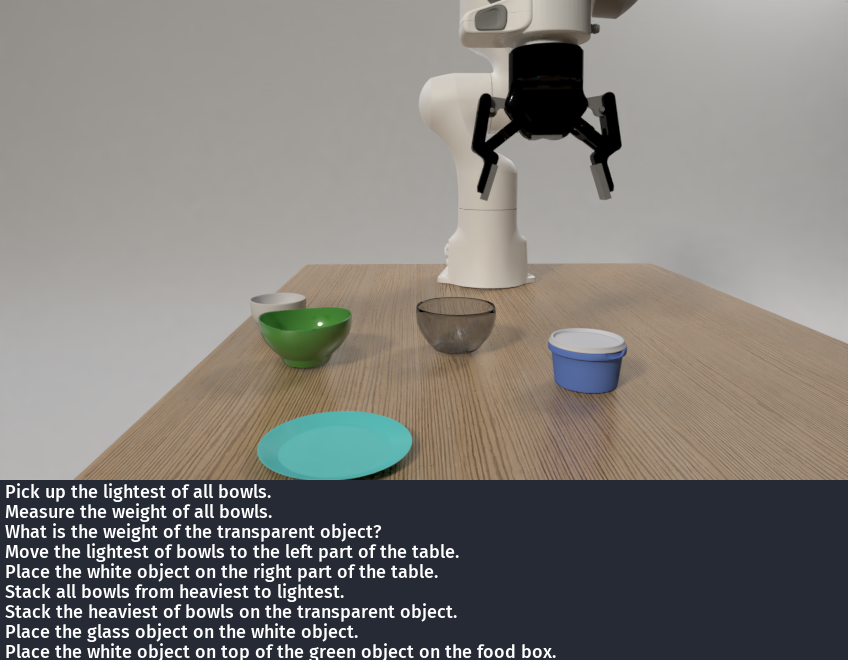 Pick up the lightest of all bowls.
Measure the weight of all bowls.
What is the weight of the transparent object?
Move the lightest of bowls to the left part of the table.
Place the white object on the right part of the table.
Stack all bowls from heaviest to lightest.
Stack the heaviest of bowls on the transparent object.
Place the glass object on the white object.
Place the white object on top of the green object on the food box.